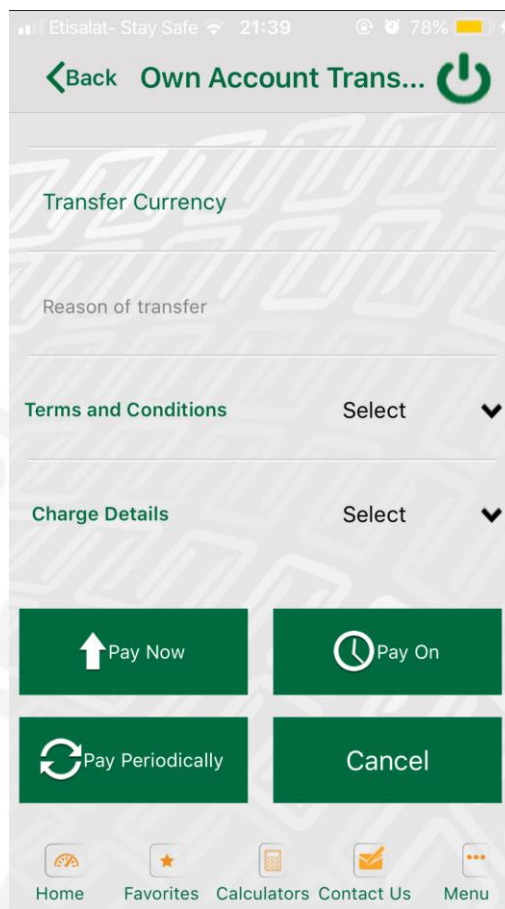 Etisalat- Stay Safe 21:39 78%
Back Own Account Trans...
Transfer Currency
Reason of transfer
Terms and Conditions Select
Charge Details Select
Pay Now Pay On
Pay Periodically Cancel
Home Favorites Calculators Contact Us Menu